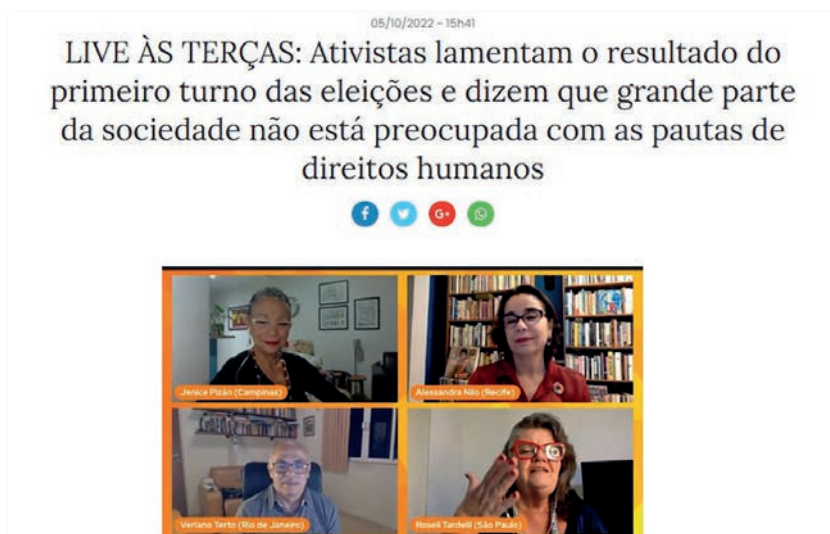 05/10/2022 - 15h41
LIVE ÀS TERÇAS: Ativistas lamentam o resultado do
primeiro turno das eleições e dizem que grande parte
da sociedade não está preocupada com as pautas de
direitos humanos
f
G+
Jenice Pizão (Campinas)
Alessandra Nilo (Recife)
Veriano Terto (Rio de Janeiro)
Roseli Tardelli (São Paulo)